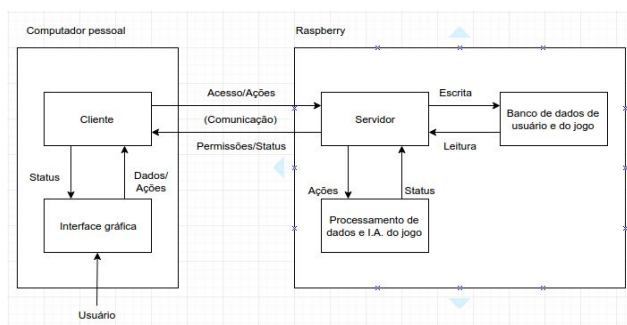 Computador pessoal
Raspberry
Cliente
Acesso/Ações
(Comunicação)
Permissões/Status
Servidor
Escrita
Leitura
Banco de dados de
usuário e do jogo
Status
Dados/
Ações
Ações
Status
Interface gráfica
Processamento de
dados e I.A. do jogo
Usuário